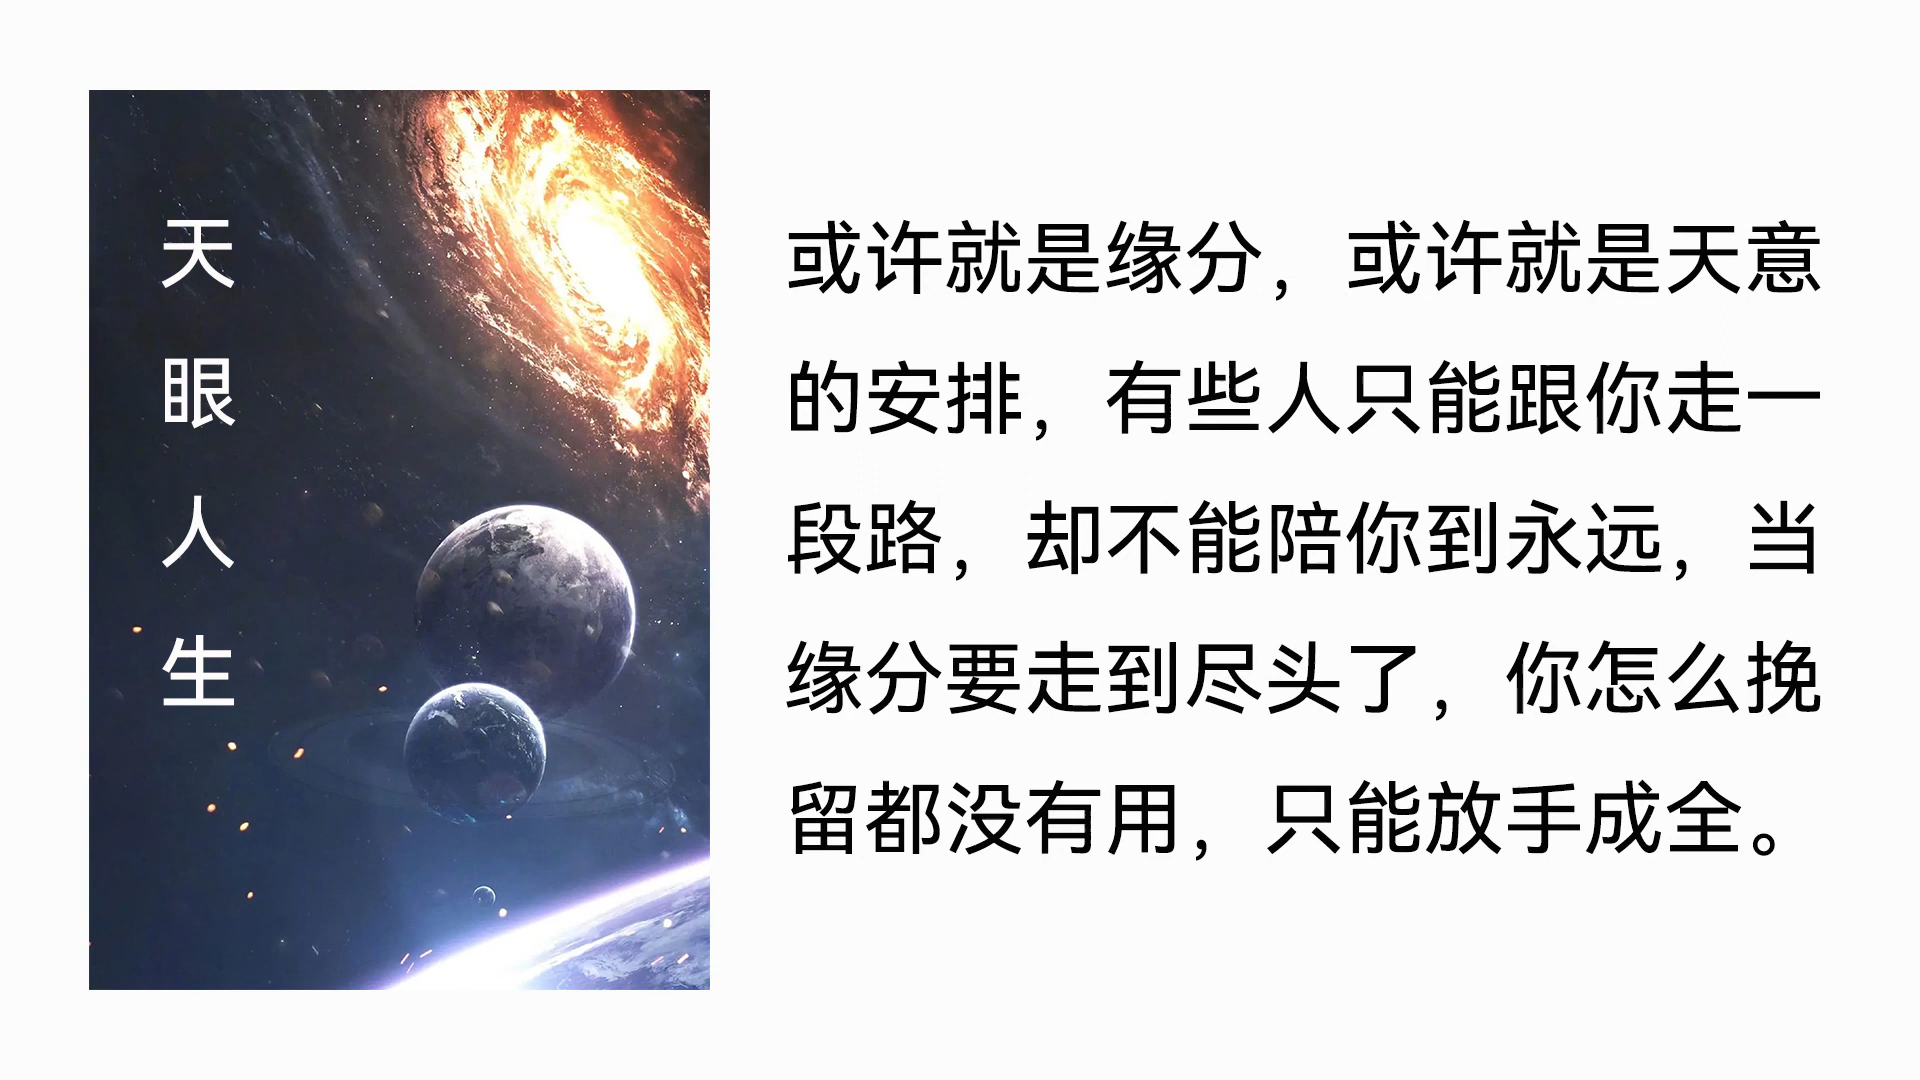 天眼人生
或许就是缘分，或许就是天意
的安排，有些人只能跟你走一
段路，却不能陪你到永远，当
缘分要走到尽头了，你怎么挽
留都没有用，只能放手成全。